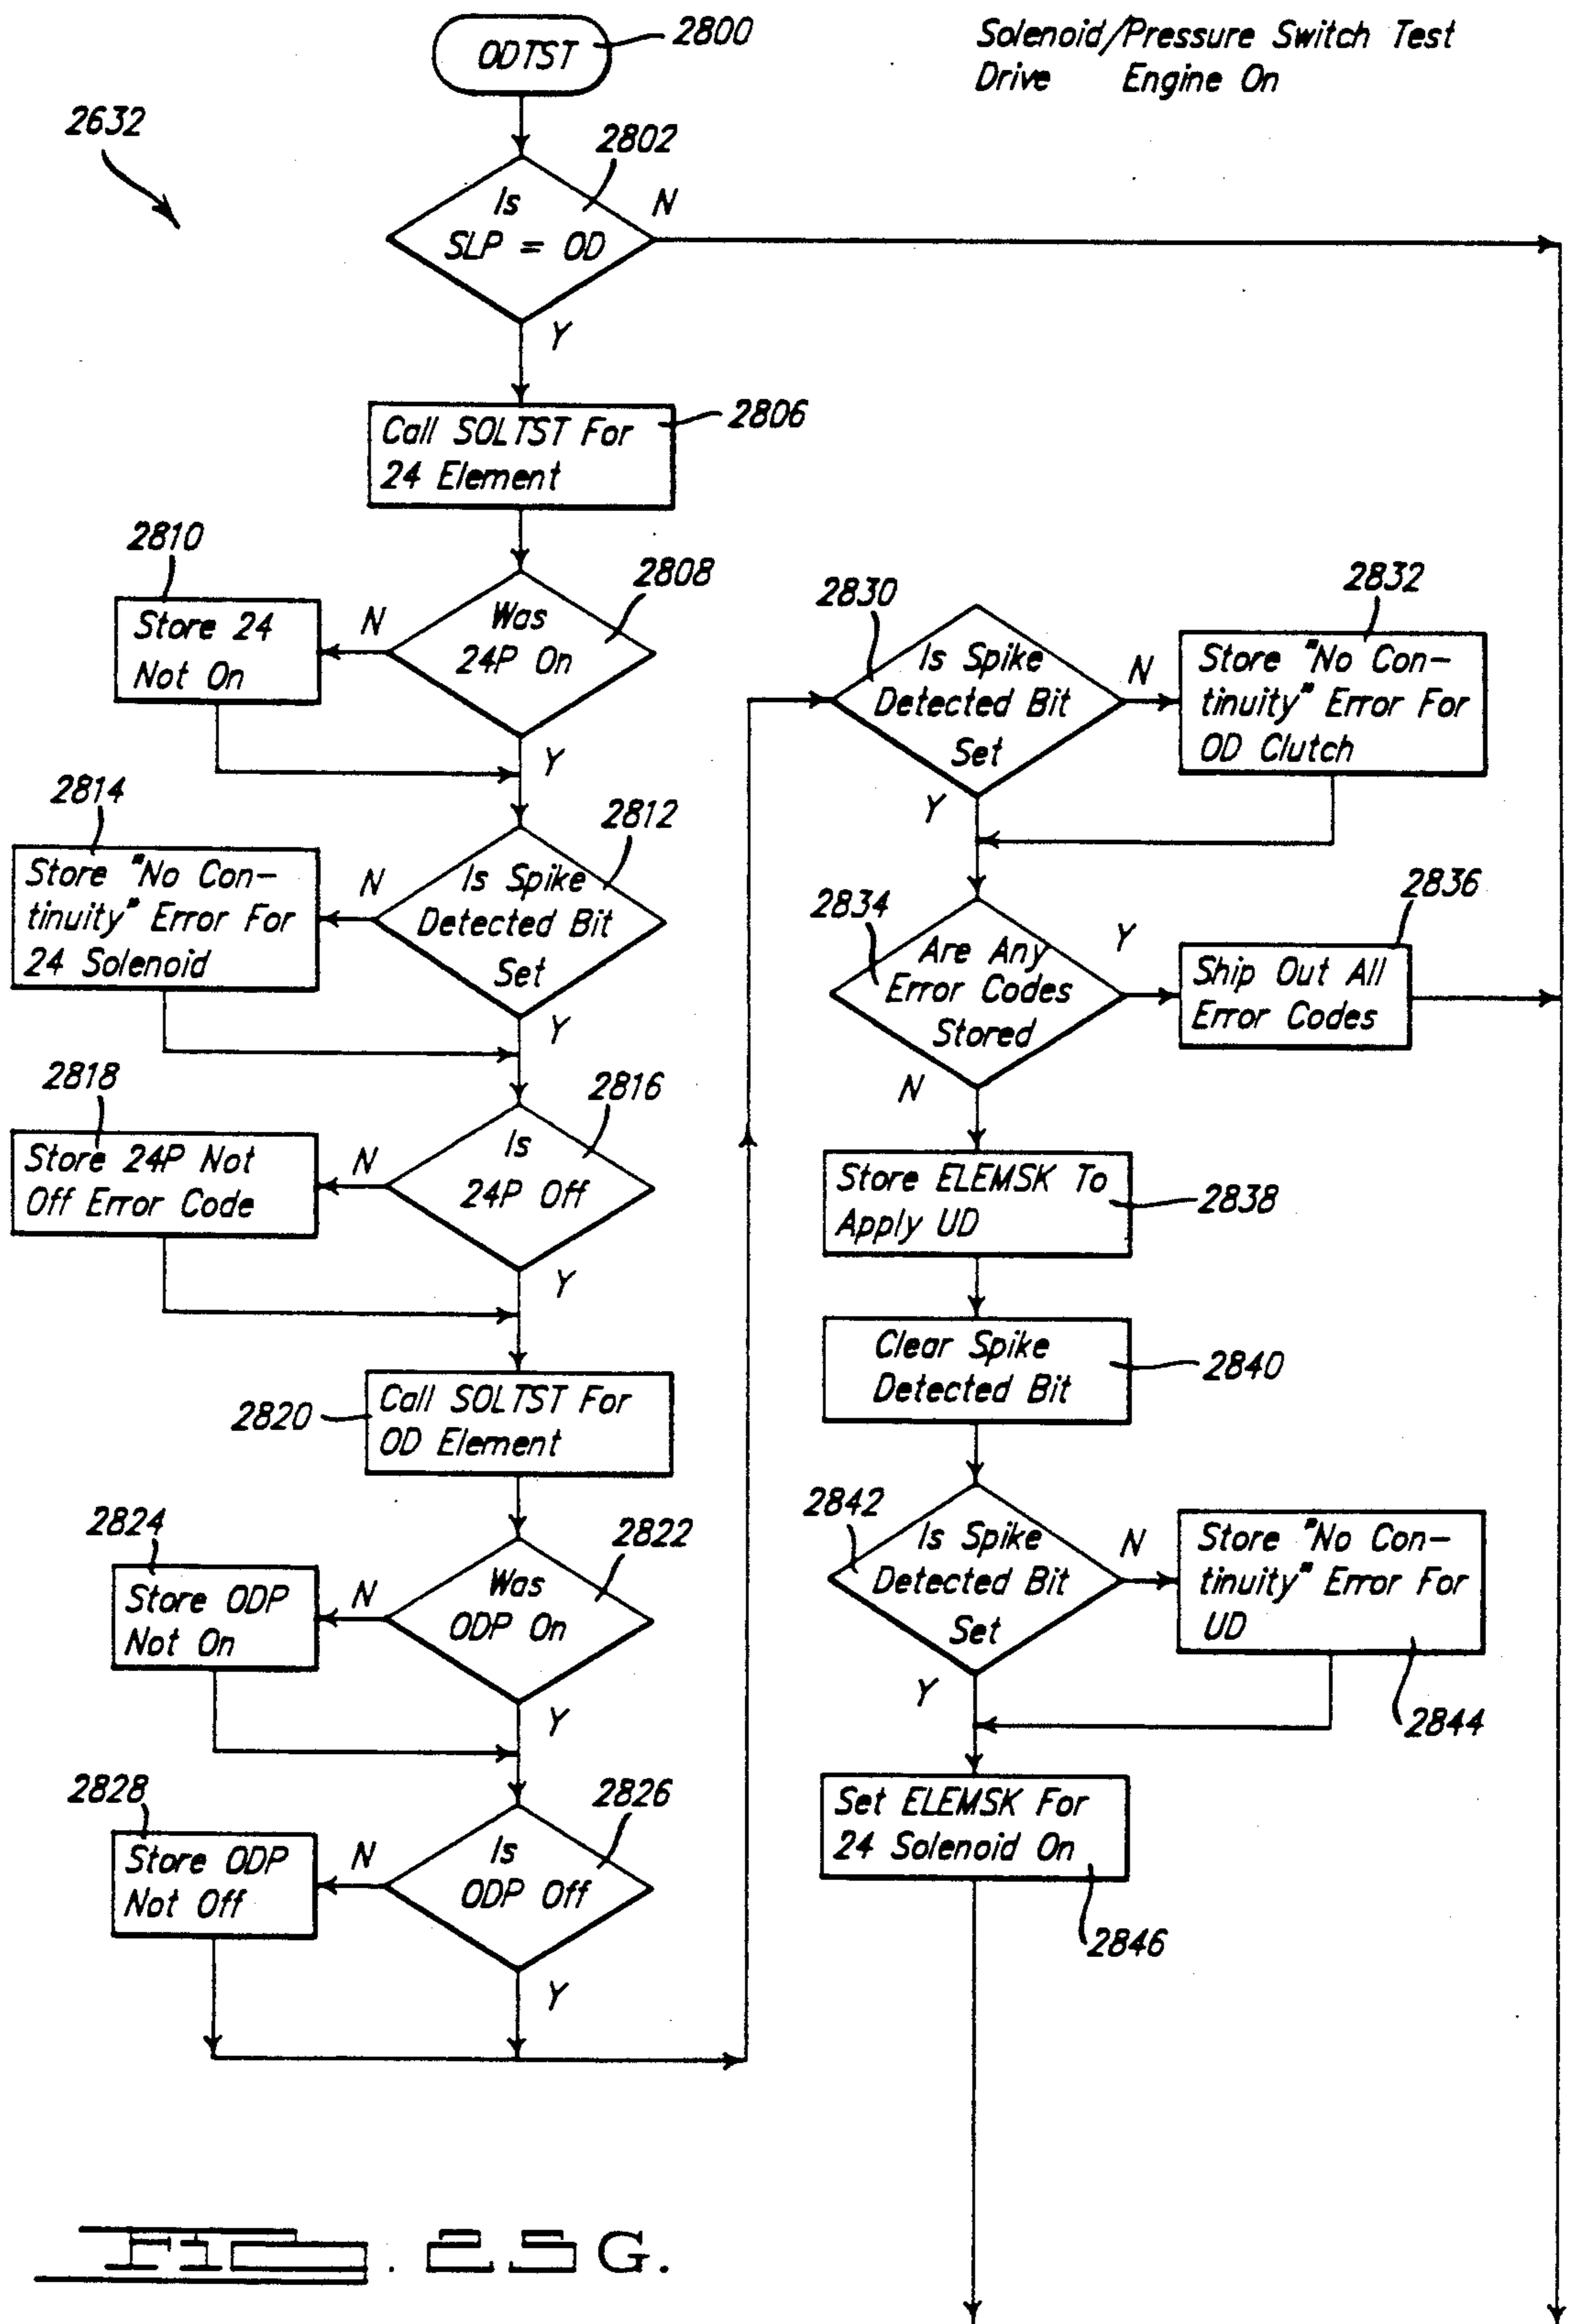 ODTST
2800
Solenoid/Pressure Switch Test
Drive Engine On
2632
2802
Is
SLP = OD
N
Y
Call SOLTST For
24 Element
2806
2810
Store 24
Not On
N
Was
24P On
2808
Y
2814
Store "No Con-
tinuity" Error For
24 Solenoid
N
Is Spike
Detected Bit
Set
2812
Y
2818
Store 24P Not
Off Error Code
N
Is
24P Off
2816
Y
2820
Call SOLTST For
OD Element
2824
Store ODP
Not On
N
Was
ODP On
2822
Y
2828
Store ODP
Not Off
N
Is
ODP Off
2826
Y
2830
Is Spike
Detected Bit
Set
N
Y
2832
Store "No Con-
tinuity" Error For
OD Clutch
2834
Are Any
Error Codes
Stored
Y
N
2836
Ship Out All
Error Codes
Store ELEMSK To
Apply UD
2838
Clear Spike
Detected Bit
2840
2842
Is Spike
Detected Bit
Set
N
Y
Store "No Con-
tinuity" Error For
UD
2844
Set ELEMSK For
24 Solenoid On
2846
FIG. 25G.